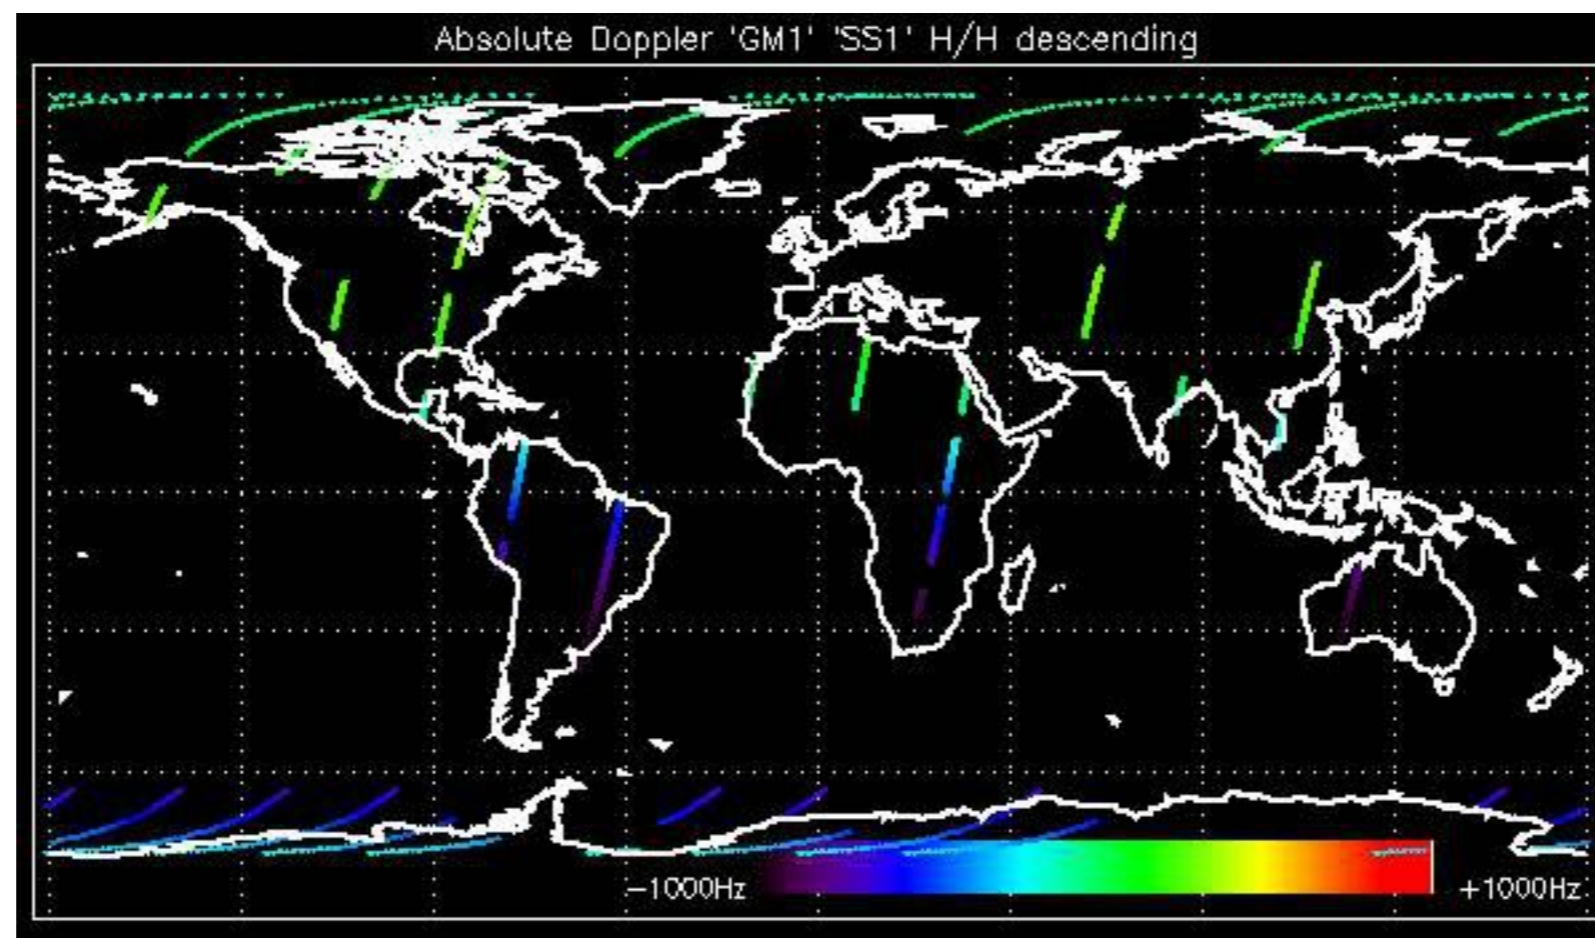 Absolute Doppler 'GM1' 'SS1' H/H descending
−1000Hz
+1000Hz